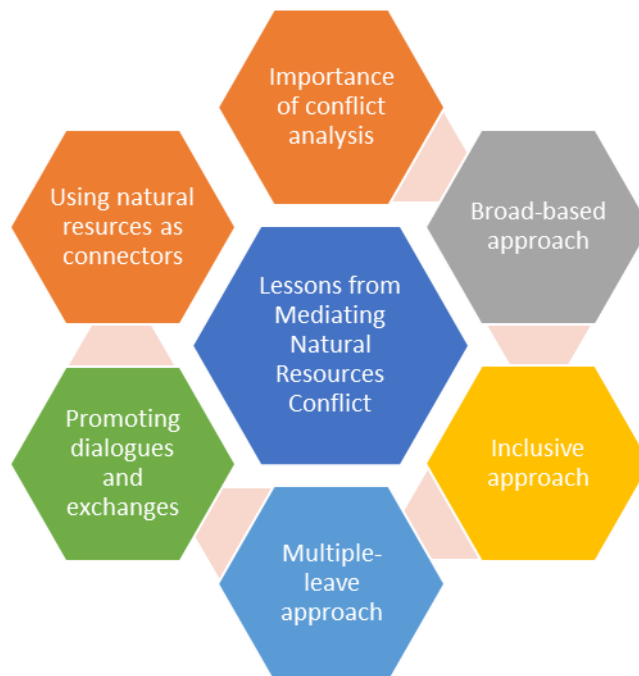 Importance
of conflict
analysis
Broad-based
approach
Inclusive
approach
Multiple-
leave
approach
Promoting
dialogues
and
exchanges
Using natural
resurces as
connectors
Lessons from
Mediating
Natural
Resources
Conflict